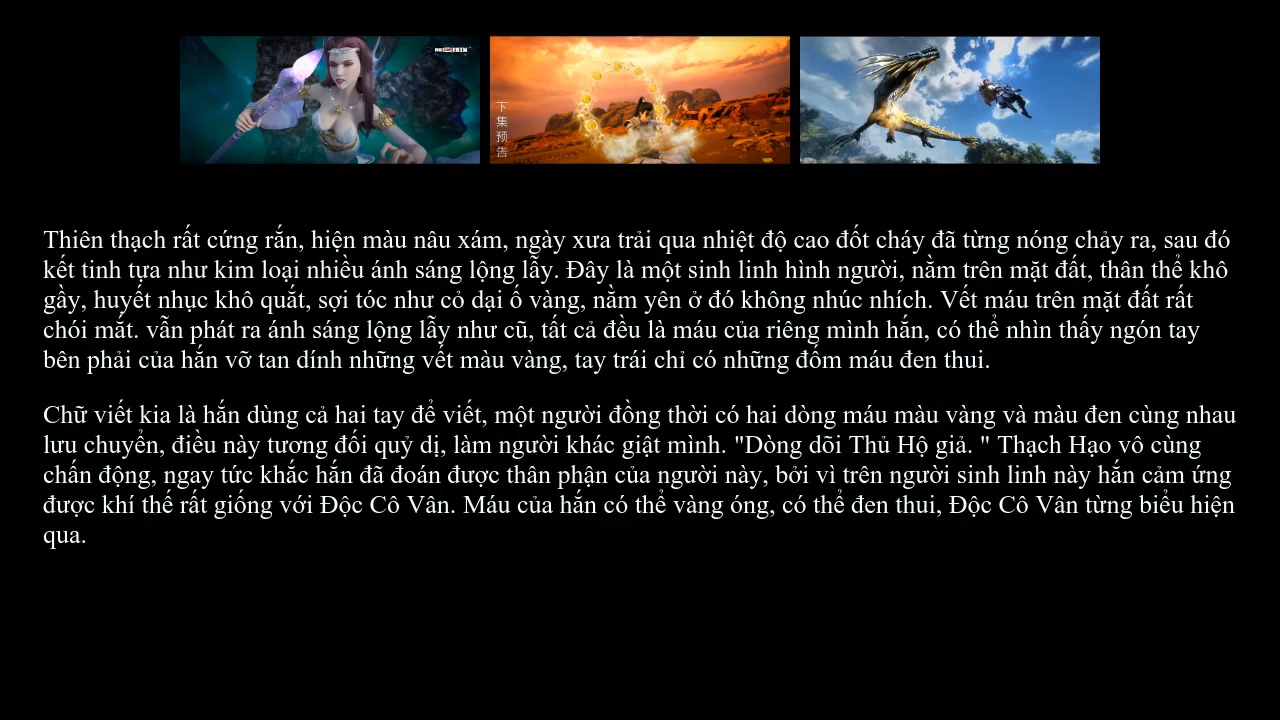 下集预告
Thiên thạch rất cứng rắn, hiện màu nâu xám, ngày xưa trải qua nhiệt độ cao đốt cháy đã từng nóng chảy ra, sau đó
kết tinh tựa như kim loại nhiều ánh sáng lộng lẫy. Đây là một sinh linh hình người, nằm trên mặt đất, thân thể khô
gầy, huyết nhục khô quắt, sợi tóc như cỏ dại ố vàng, nằm yên ở đó không nhúc nhích. Vết máu trên mặt đất rất
chói mắt. vẫn phát ra ánh sáng lộng lẫy như cũ, tất cả đều là máu của riêng mình hắn, có thể nhìn thấy ngón tay
bên phải của hắn vỡ tan dính những vết màu vàng, tay trái chỉ có những đốm máu đen thui.
Chữ viết kia là hắn dùng cả hai tay để viết, một người đồng thời có hai dòng máu màu vàng và màu đen cùng nhau
lưu chuyển, điều này tương đối quỷ dị, làm người khác giật mình. "Dòng dõi Thủ Hộ giả. " Thạch Hạo vô cùng
chấn động, ngay tức khắc hắn đã đoán được thân phận của người này, bởi vì trên người sinh linh này hắn cảm ứng
được khí thế rất giống với Độc Cô Vân. Máu của hắn có thể vàng óng, có thể đen thui, Độc Cô Vân từng biểu hiện
qua.